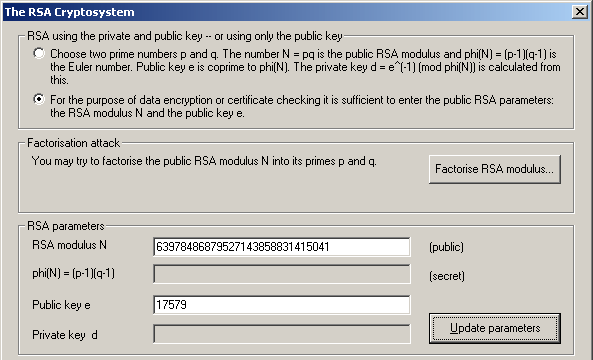 The RSA Cryptosystem
RSA using the private and public key -- or using only the public key
Choose two prime numbers p and q. The number N = pq is the public RSA modulus and phi(N) = (p-1)(q-1) is
the Euler number. Public key e is coprime to phi(N). The private key d = e^(-1) (mod phi(N)) is calculated from
this.
For the purpose of data encryption or certificate checking it is sufficient to enter the public RSA parameters:
the RSA modulus N and the public key e.
Factorisation attack
You may try to factorise the public RSA modulus N into its primes p and q.
Factorise RSA modulus...
RSA parameters
RSA modulus N 63978486879527143858831415041 (public)
phi(N) = (p-1)(q-1) (secret)
Public key e 17579
Update parameters
Private key d